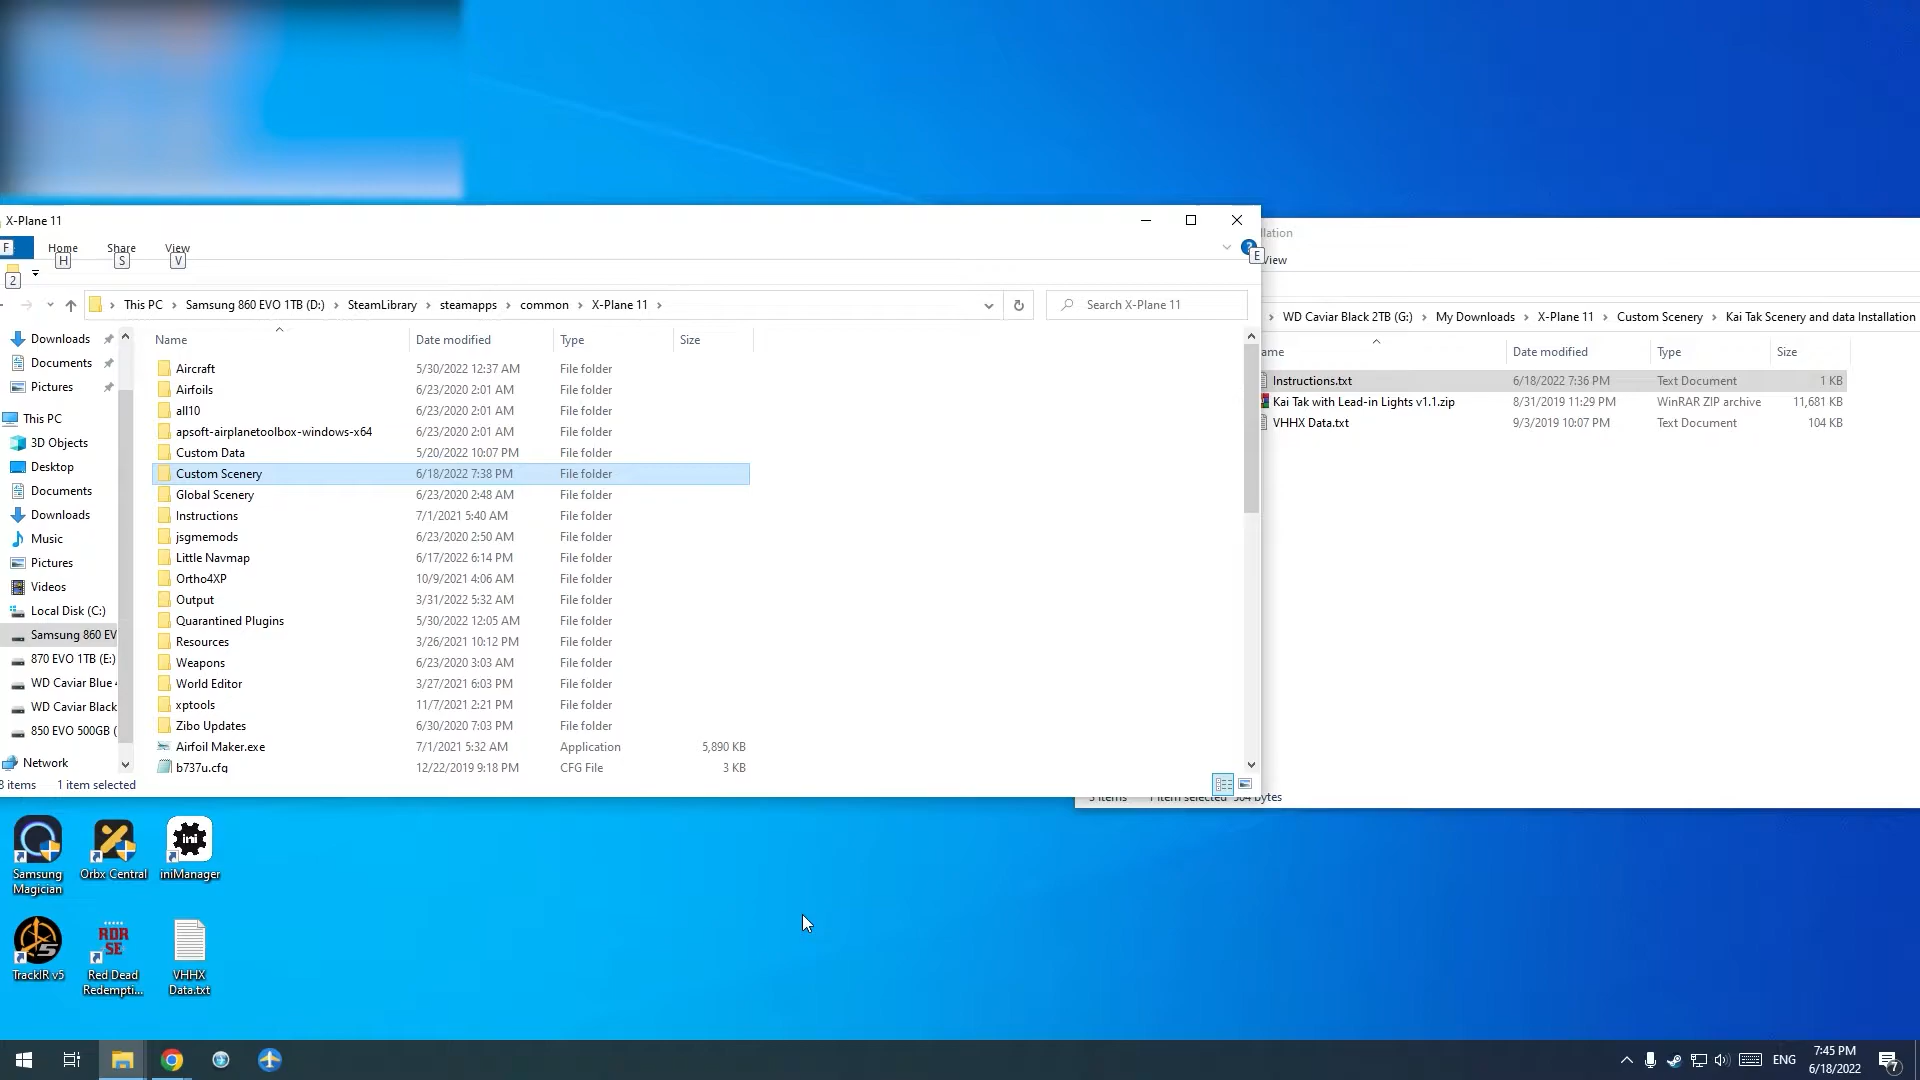 X-Plane 11
F
Home
Share
View
H
S
V
2
E
This PC
Samsung 860 EVO 1TB (D:)
SteamLibrary
steamapps
common
X-Plane 11
Search X-Plane 11
Name
Date modified
Type
Size
Aircraft 5/30/2022 12:37 AM File folder
Airfoils 6/23/2020 2:01 AM File folder
all10 6/23/2020 2:01 AM File folder
apsoft-airplanetoolbox-windows-x64 6/23/2020 2:01 AM File folder
Custom Data 5/20/2022 10:07 PM File folder
Custom Scenery 6/18/2022 7:38 PM File folder
Global Scenery 6/23/2020 2:48 AM File folder
Instructions 7/1/2021 5:40 AM File folder
jsgmemods 6/23/2020 2:50 AM File folder
Little Navmap 6/17/2022 6:14 PM File folder
Ortho4XP 10/9/2021 4:06 AM File folder
Output 3/31/2022 5:32 AM File folder
Quarantined Plugins 5/30/2022 12:05 AM File folder
Resources 3/26/2021 10:12 PM File folder
Weapons 6/23/2020 3:03 AM File folder
World Editor 3/27/2021 6:03 PM File folder
xptools 11/7/2021 2:21 PM File folder
Zibo Updates 6/30/2020 7:03 PM File folder
Airfoil Maker.exe 7/1/2021 5:32 AM Application 5,890 KB
b737u.cfg 12/22/2019 9:18 PM CFG File 3 KB
Downloads
Documents
Pictures
This PC
3D Objects
Desktop
Documents
Downloads
Music
Pictures
Videos
Local Disk (C:)
Samsung 860 EV
870 EVO 1TB (E:)
WD Caviar Blue
WD Caviar Black
850 EVO 500GB (
Network
8 items 1 item selected
llation
View
WD Caviar Black 2TB (G:)
My Downloads
X-Plane 11
Custom Scenery
Kai Tak Scenery and data Installation
ame
Date modified
Type
Size
Instructions.txt 6/18/2022 7:36 PM Text Document 1 KB
Kai Tak with Lead-in Lights v1.1.zip 8/31/2019 11:29 PM WinRAR ZIP archive 11,681 KB
VHHX Data.txt 9/3/2019 10:07 PM Text Document 104 KB
3 items 1 item selected 504 bytes
Samsung
Magician
Orbx Central
ini
iniManager
5
TrackIR v5
RDR
SE
Red Dead
Redempti...
VHHX
Data.txt
ENG
7:45 PM
6/18/2022
7